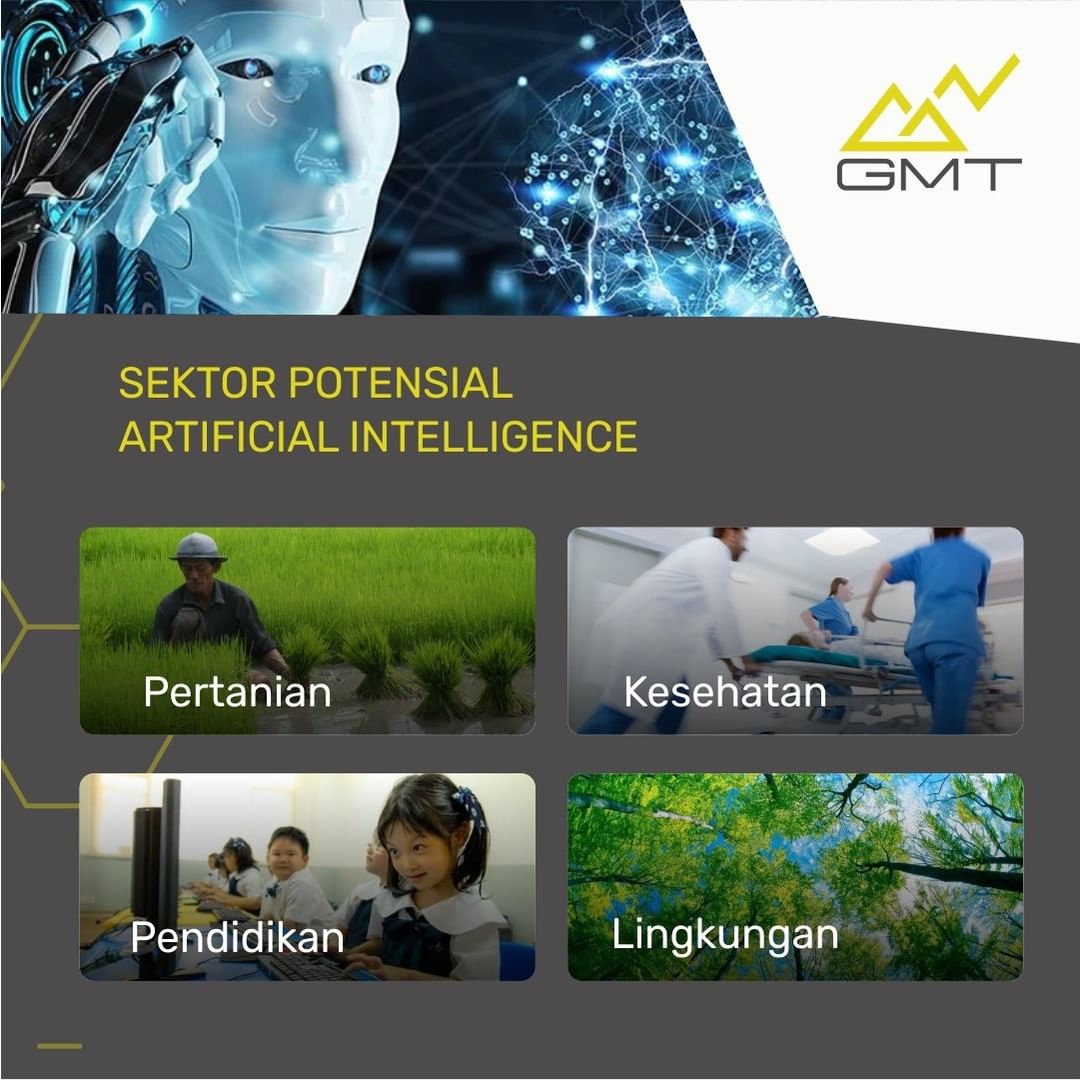 GMT
SEKTOR POTENSIAL
ARTIFICIAL INTELLIGENCE
Pertanian
Kesehatan
Pendidikan
Lingkungan